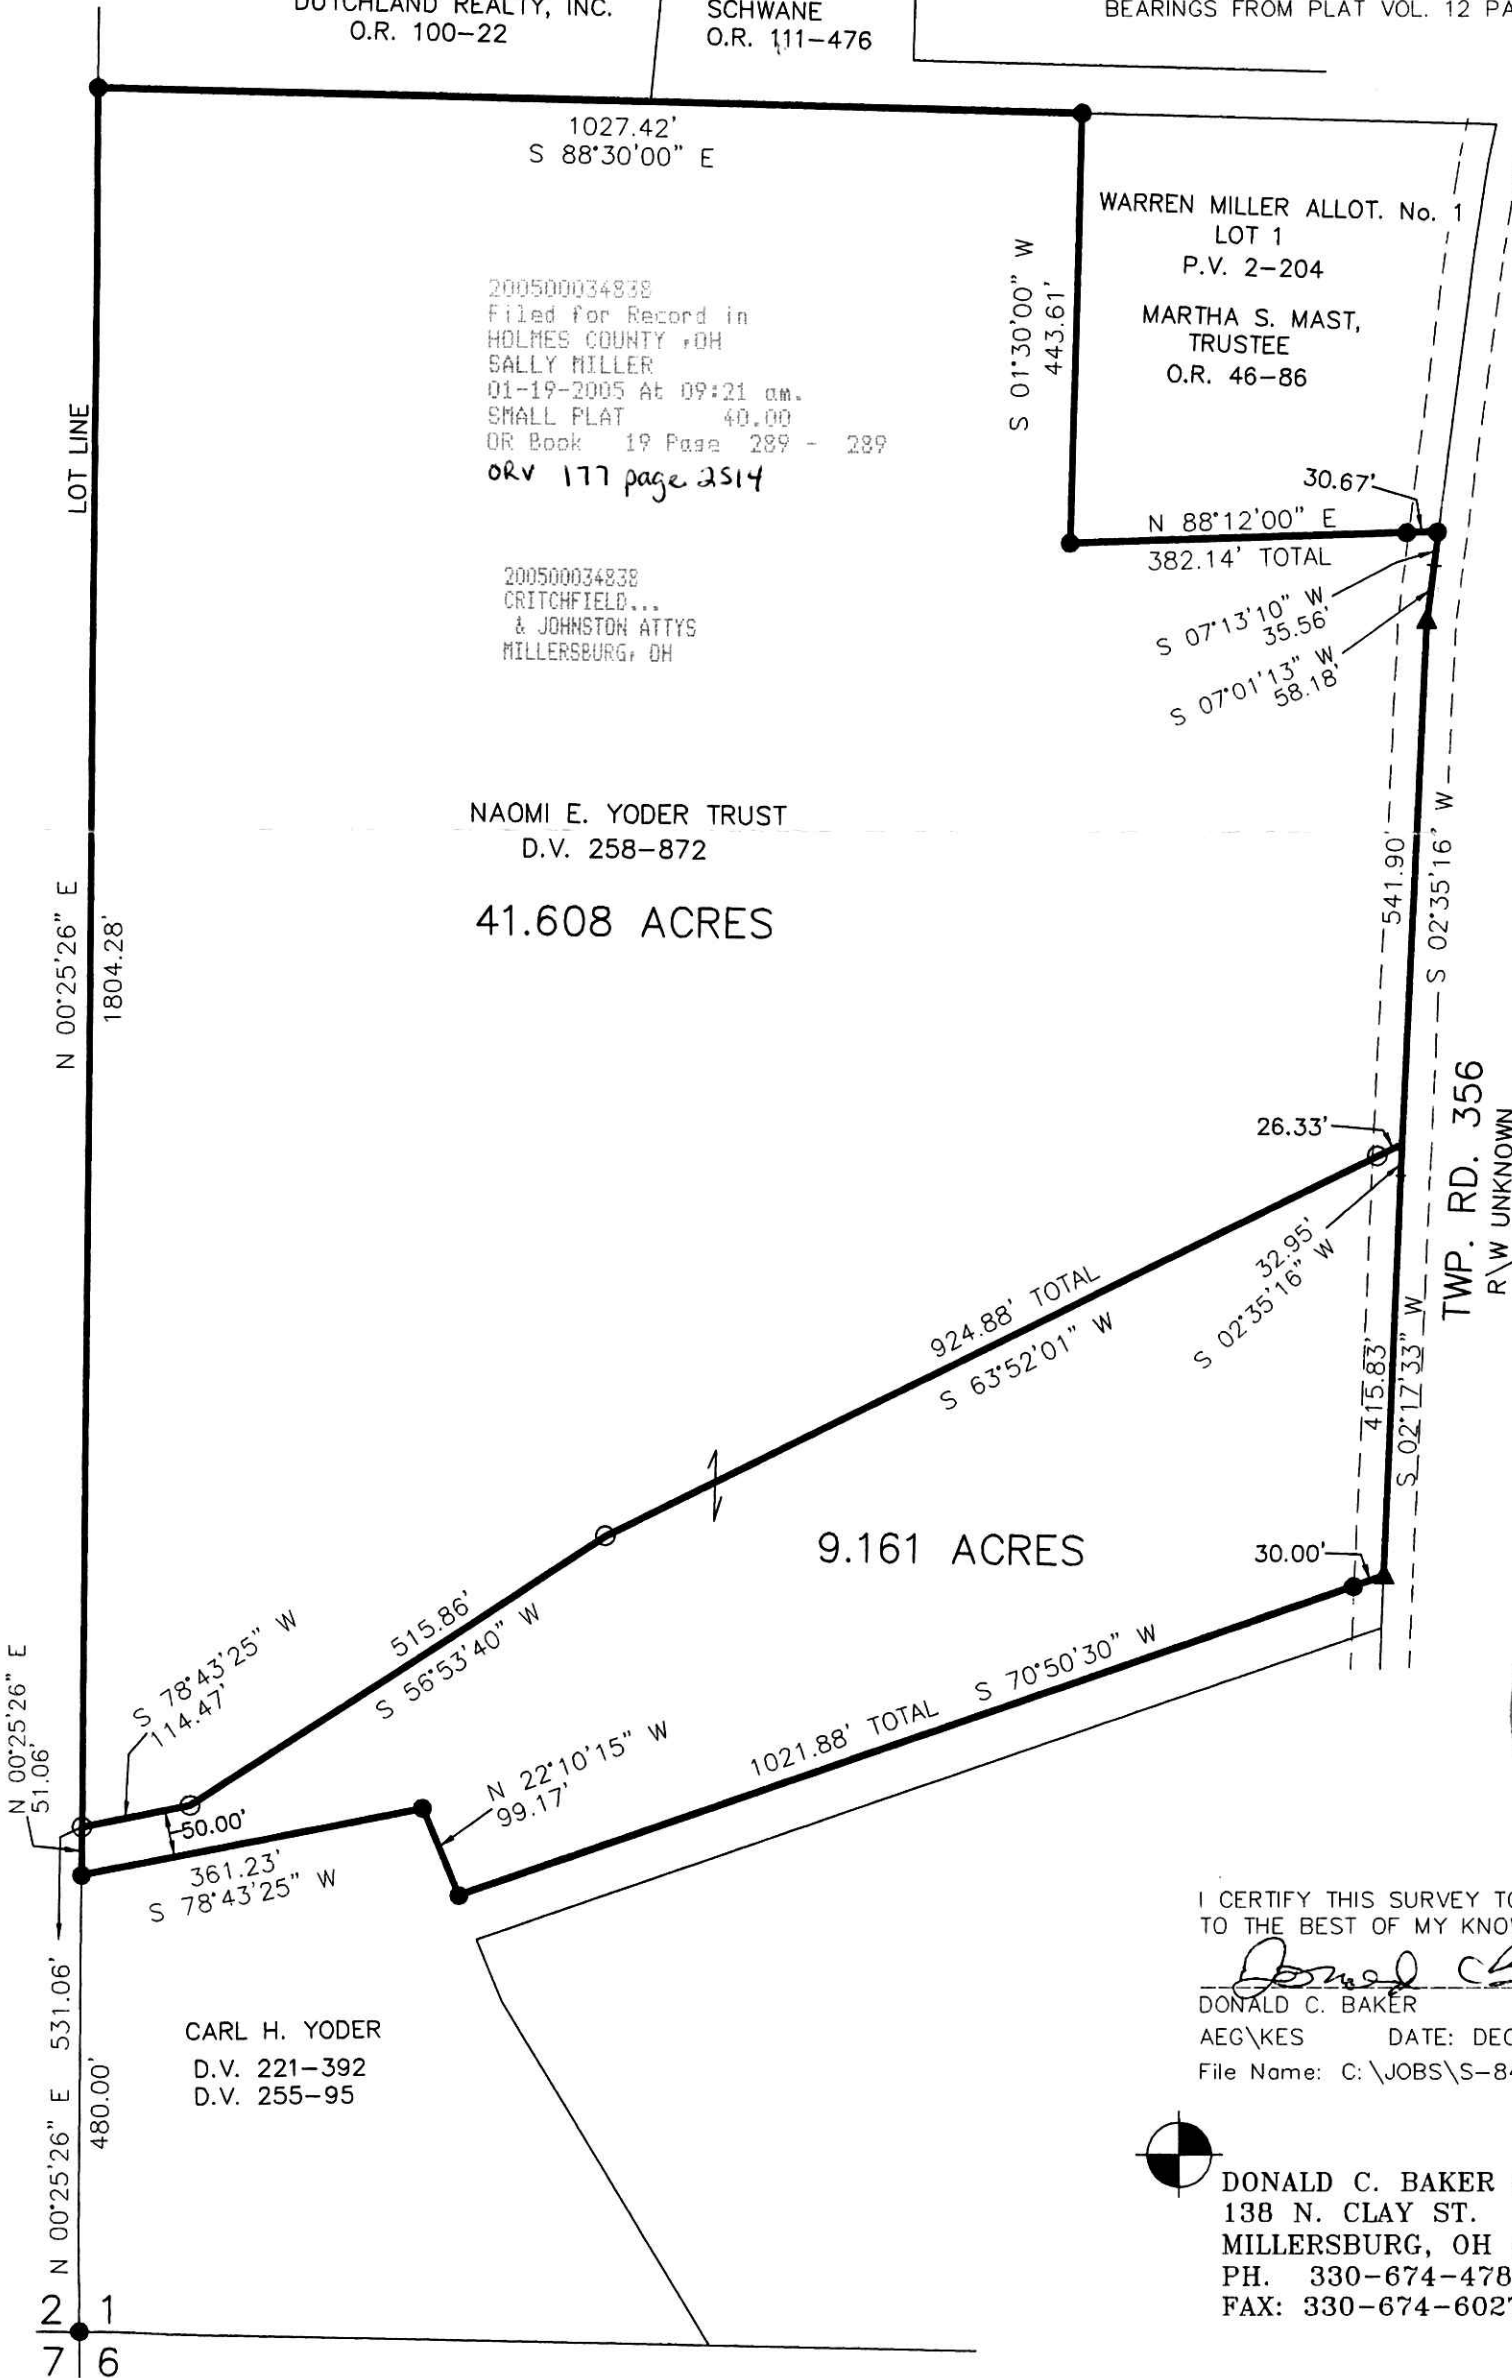 DUTCHLAND REALTY, INC.
O.R. 100-22
SCHWANE
O.R. 111-476
BEARINGS FROM PLAT VOL. 12
1027.42'
S 88°30'00" E
WARREN MILLER ALLOT. No. 1
LOT 1
P.V. 2-204
MARTHA S. MAST,
TRUSTEE
O.R. 46-86
S 01°30'00" W
443.61'
200500034838
Filed for Record in
HOLMES COUNTY ,OH
SALLY MILLER
01-19-2005 At 09:21 am.
SMALL PLAT 40.00
OR Book 19 Page 289 - 289
ORV 177 page 2514
LOT LINE
30.67'
N 88°12'00" E
382.14' TOTAL
200500034838
CRITCHFIELD...
& JOHNSTON ATTYS
MILLERSBURG, OH
S 07°13'10" W
35.56'
S 07°01'13" W
58.18'
NAOMI E. YODER TRUST
D.V. 258-872
41.608 ACRES
N 00°25'26" E
1804.28'
541.90'
S 02°35'16" W
TWP. RD. 356
R\W UNKNOWN
26.33'
32.95'
S 02°35'16" W
924.88' TOTAL
S 63°52'01" W
415.83'
S 02°17'33" W
9.161 ACRES
30.00'
515.86'
S 56°53'40" W
S 78°43'25" W
114.47'
N 00°25'26" E
51.06'
S 70°50'30" W
1021.88' TOTAL
N 22°10'15" W
99.17'
50.00'
361.23'
S 78°43'25" W
N 00°25'26" E 531.06'
480.00'
CARL H. YODER
D.V. 221-392
D.V. 255-95
I CERTIFY THIS SURVEY
TO THE BEST OF MY
DONALD C. BAKER
AEG\KES DATE:
File Name: C:\JOBS\S-8
DONALD C. BAKER
138 N. CLAY ST.
MILLERSBURG, OH
PH. 330-674-478
FAX: 330-674-602
2 1
7 6